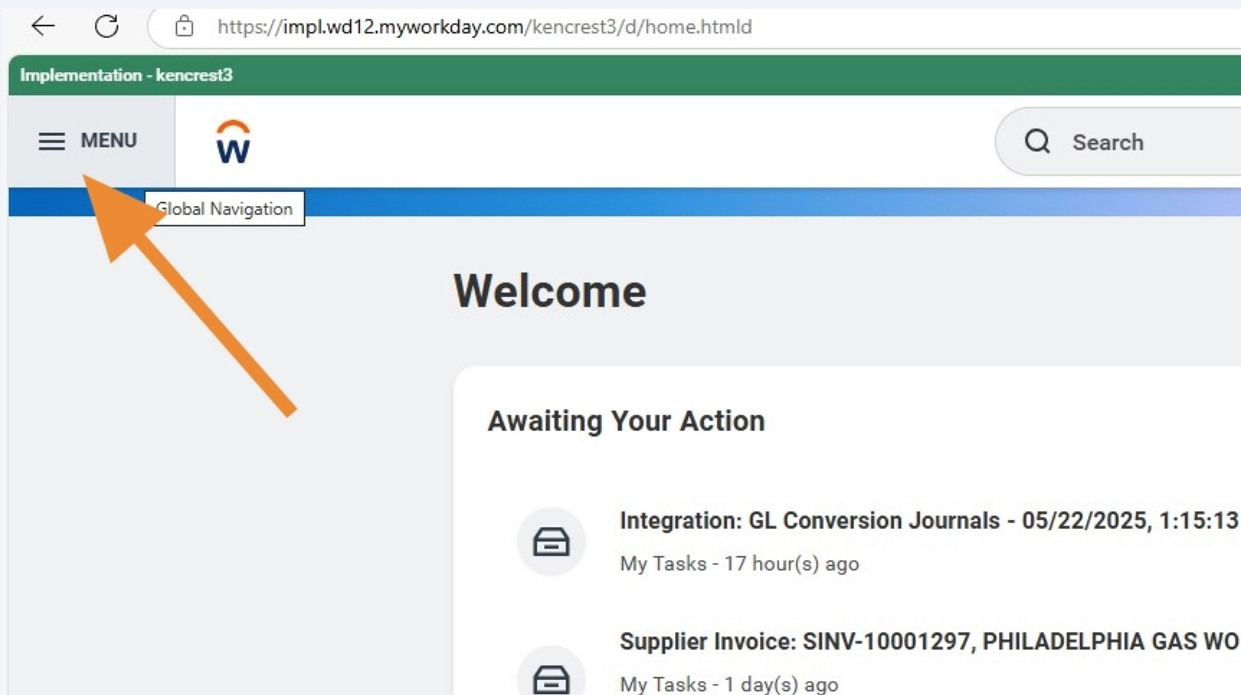 https://impl.wd12.myworkday.com/kencrest3/d/home.htmld
Implementation - kencrest3
MENU
Search
Global Navigation
Welcome
Awaiting Your Action
Integration: GL Conversion Journals - 05/22/2025, 1:15:13
My Tasks - 17 hour(s) ago
Supplier Invoice: SINV-10001297, PHILADELPHIA GAS WO
My Tasks - 1 day(s) ago